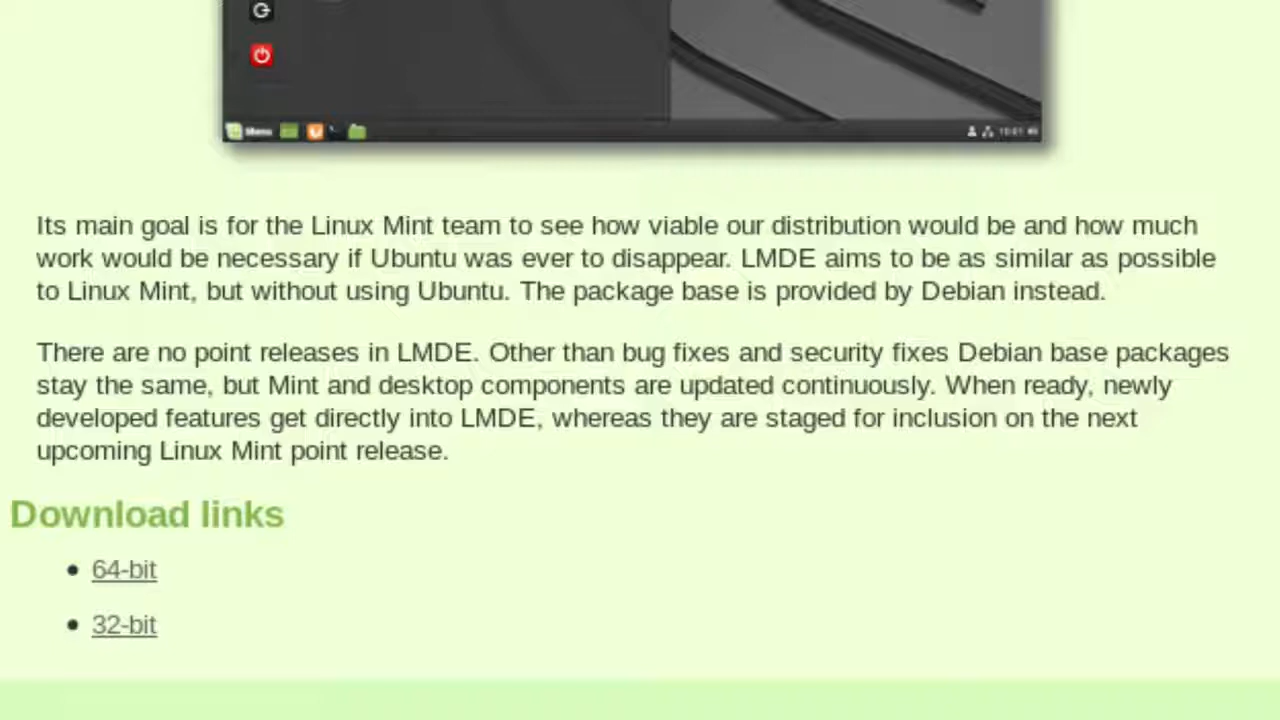 Menu
10:01
Its main goal is for the Linux Mint team to see how viable our distribution would be and how much
work would be necessary if Ubuntu was ever to disappear. LMDE aims to be as similar as possible
to Linux Mint, but without using Ubuntu. The package base is provided by Debian instead.
There are no point releases in LMDE. Other than bug fixes and security fixes Debian base packages
stay the same, but Mint and desktop components are updated continuously. When ready, newly
developed features get directly into LMDE, whereas they are staged for inclusion on the next
upcoming Linux Mint point release.
Download links
64-bit
32-bit